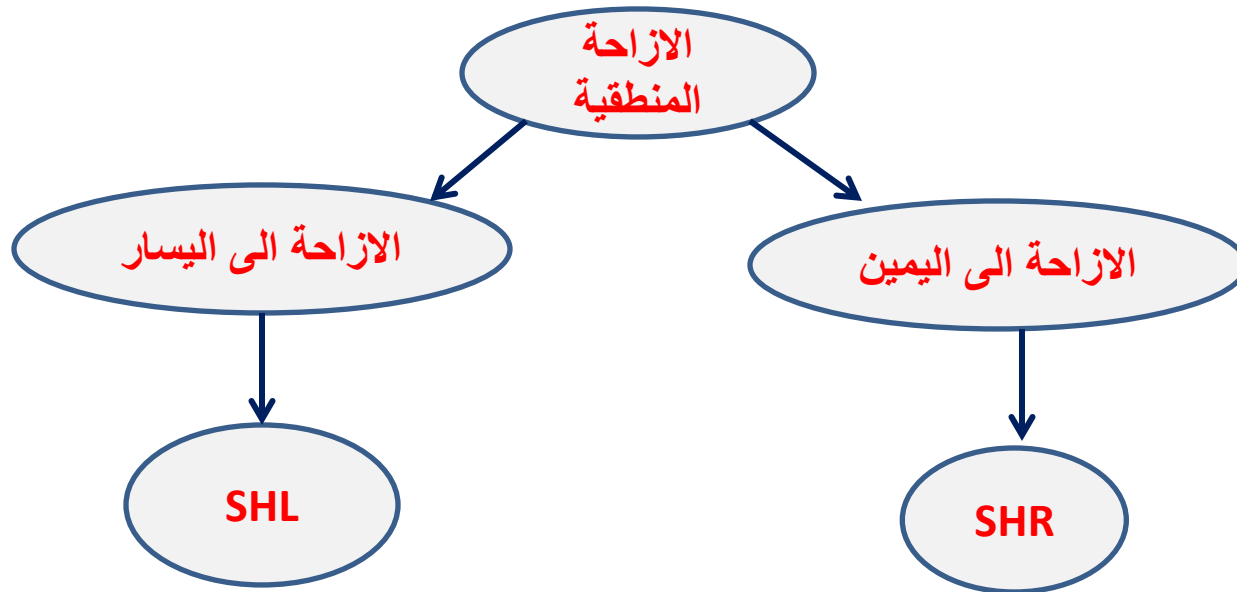 الازاحة
المنطقية
الازاحة الى اليمين
الازاحة الى اليسار
SHR
SHL